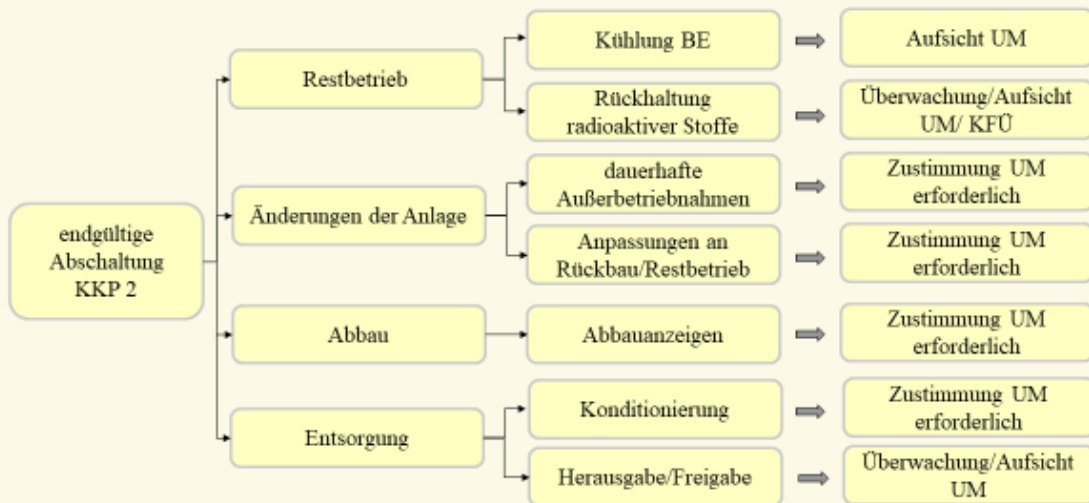 endgültige
Abschaltung
KKP 2
Restbetrieb
Kühlung BE
Aufsicht UM
Rückhaltung
radioaktiver Stoffe
Überwachung/Aufsicht
UM/ KFÜ
Änderungen der Anlage
dauerhafte
Außerbetriebnahmen
Zustimmung UM
erforderlich
Anpassungen an
Rückbau/Restbetrieb
Zustimmung UM
erforderlich
Abbau
Abbauanzeigen
Zustimmung UM
erforderlich
Entsorgung
Konditionierung
Zustimmung UM
erforderlich
Herausgabe/Freigabe
Überwachung/Aufsicht
UM